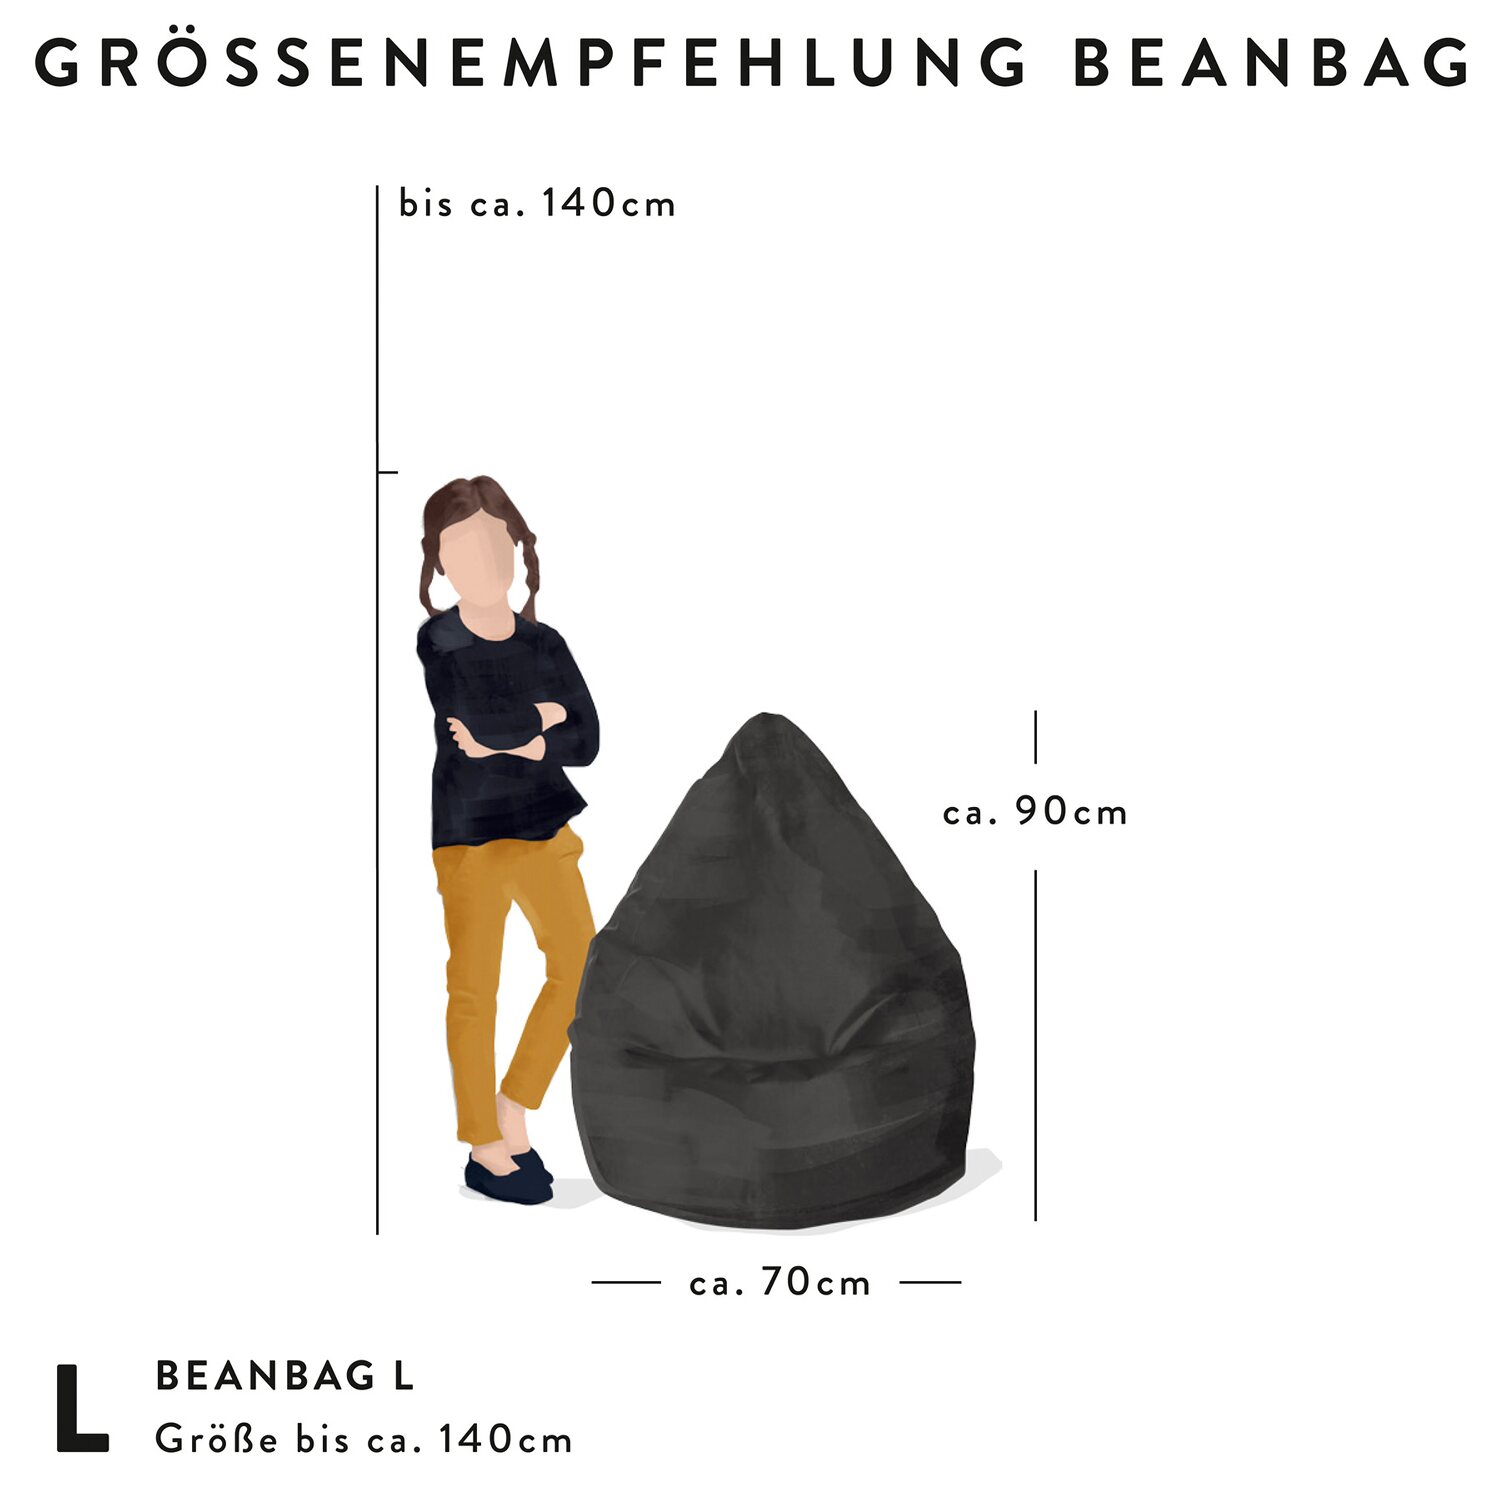 GRÖSSENEMPFEHLUNG BEANBAG
bis ca. 140cm
ca. 90cm
ca. 70cm
L
BEANBAG L
Größe bis ca. 140cm